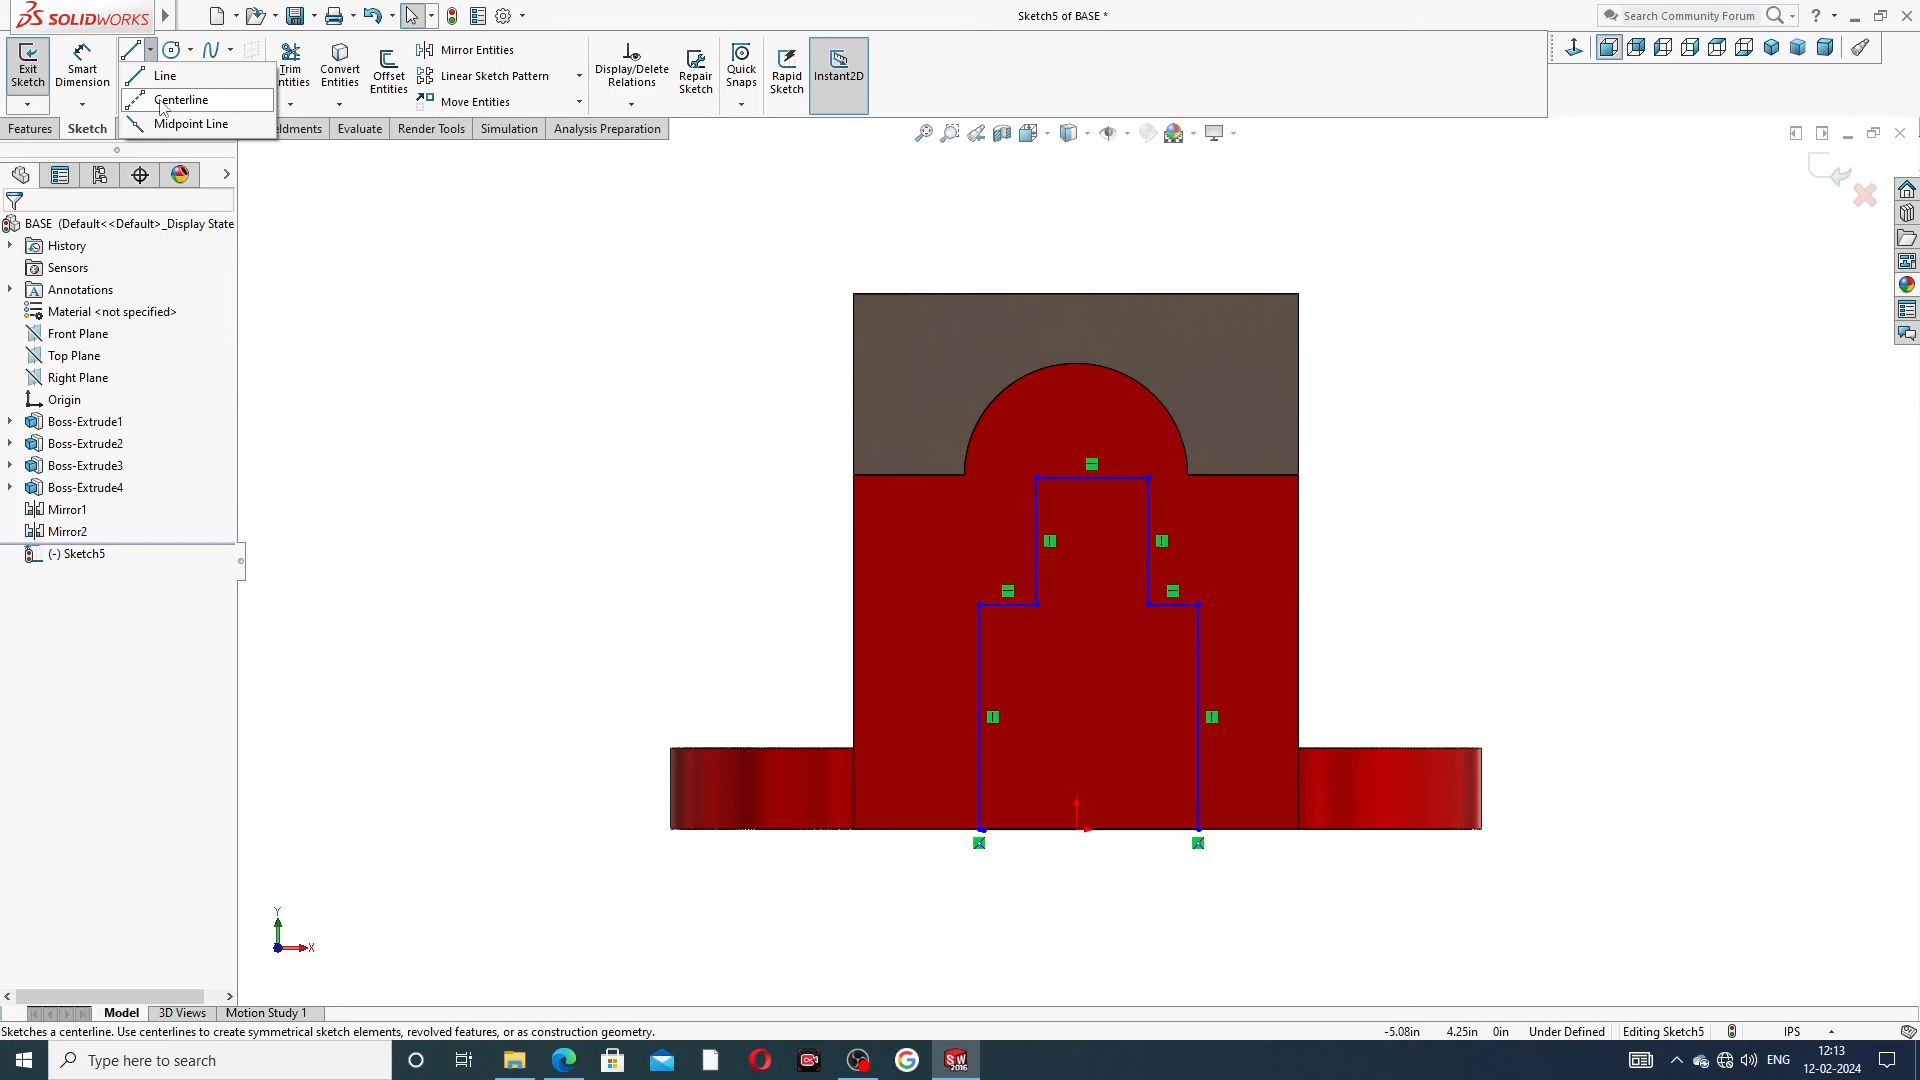 SOLIDWORKS
Sketch5 of BASE *
Search Community Forum
Exit Sketch
Smart Dimension
Line
Centerline
Midpoint Line
Trim Entities
Convert Entities
Offset Entities
Mirror Entities
Linear Sketch Pattern
Move Entities
Display/Delete Relations
Repair Sketch
Quick Snaps
Rapid Sketch
Instant2D
Features
Sketch
Evaluate
Render Tools
Simulation
Analysis Preparation
BASE (Default<<Default>_Display State
History
Sensors
Annotations
Material <not specified>
Front Plane
Top Plane
Right Plane
Origin
Boss-Extrude1
Boss-Extrude2
Boss-Extrude3
Boss-Extrude4
Mirror1
Mirror2
(-) Sketch5
Y
X
Model
3D Views
Motion Study 1
Sketches a centerline. Use centerlines to create symmetrical sketch elements, revolved features, or as construction geometry.
-5.08in
4.25in
0in
Under Defined
Editing Sketch5
IPS
Type here to search
SW
2016
ENG
12:13
12-02-2024